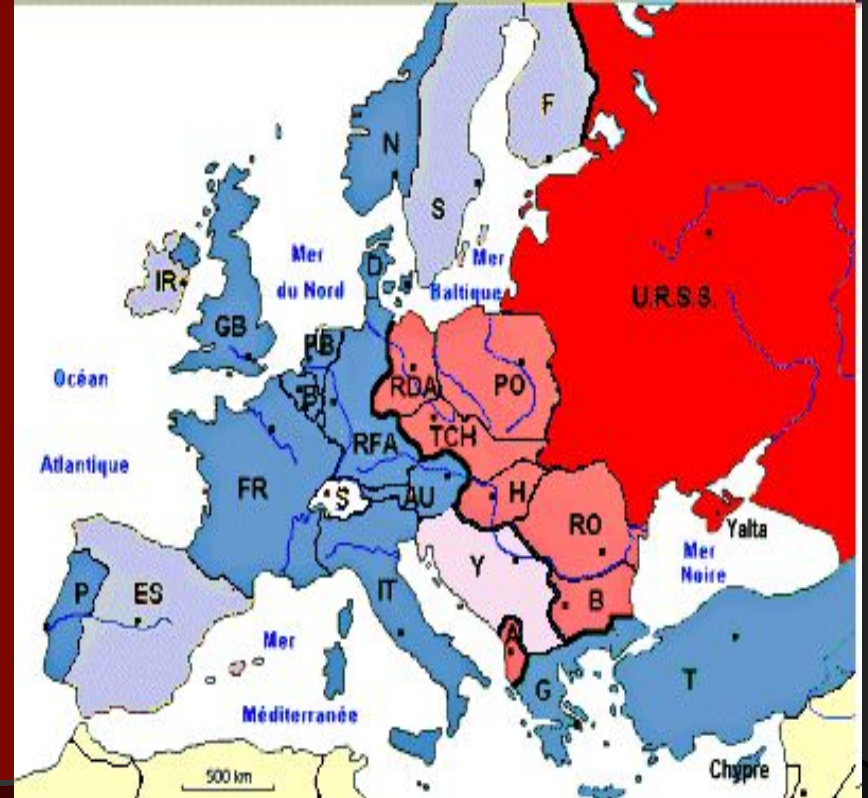 F
N
S
Mer
du Nord
D
Mer
Baltique
IR
U.R.S.S.
GB
PB
Océan
B
RDA
PO
TCH
RFA
Atlantique
FR
S
AU
H
RO
Yalta
Mer
Noire
Y
P
ES
IT
B
A
Mer
T
G
Méditerranée
500 km
Chypre